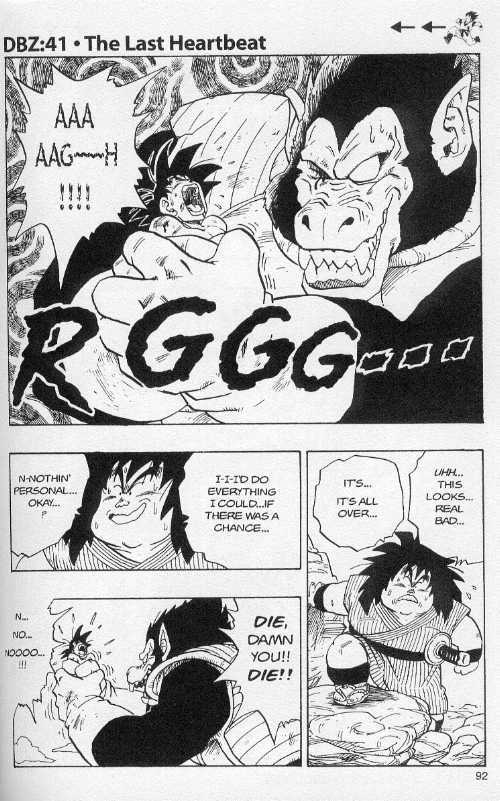 DBZ:41 • The Last Heartbeat
AAA
AAG~~~H
!!!!
RGGG---
UHH...
THIS
LOOKS...
REAL
BAD...
IT'S...
IT'S ALL
OVER...
I-I-I'D DO
EVERYTHING
I COULD...IF
THERE WAS A
CHANCE...
N-NOTHIN'
PERSONAL...
OKAY...
?
DIE,
DAMN
YOU!!
DIE!!
N...
NO...
NOOOO...
!!!
92